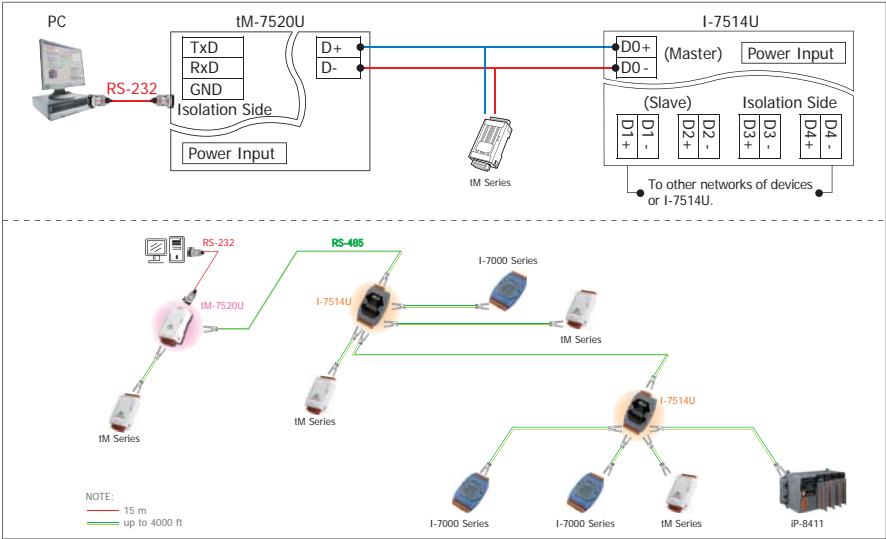 PC
tM-7520U
I-7514U
TxD
RxD
GND
Isolation Side
Power Input
D+
D-
RS-232
D0+
D0-
(Master)
Power Input
(Slave)
Isolation Side
D1+
D1-
D2+
D2-
D3+
D3-
D4+
D4-
tM Series
To other networks of devices
or I-7514U.
RS-232
RS-485
I-7000 Series
tM-7520U
I-7514U
tM Series
tM Series
tM Series
I-7514U
NOTE:
15 m
up to 4000 ft
I-7000 Series
I-7000 Series
tM Series
iP-8411